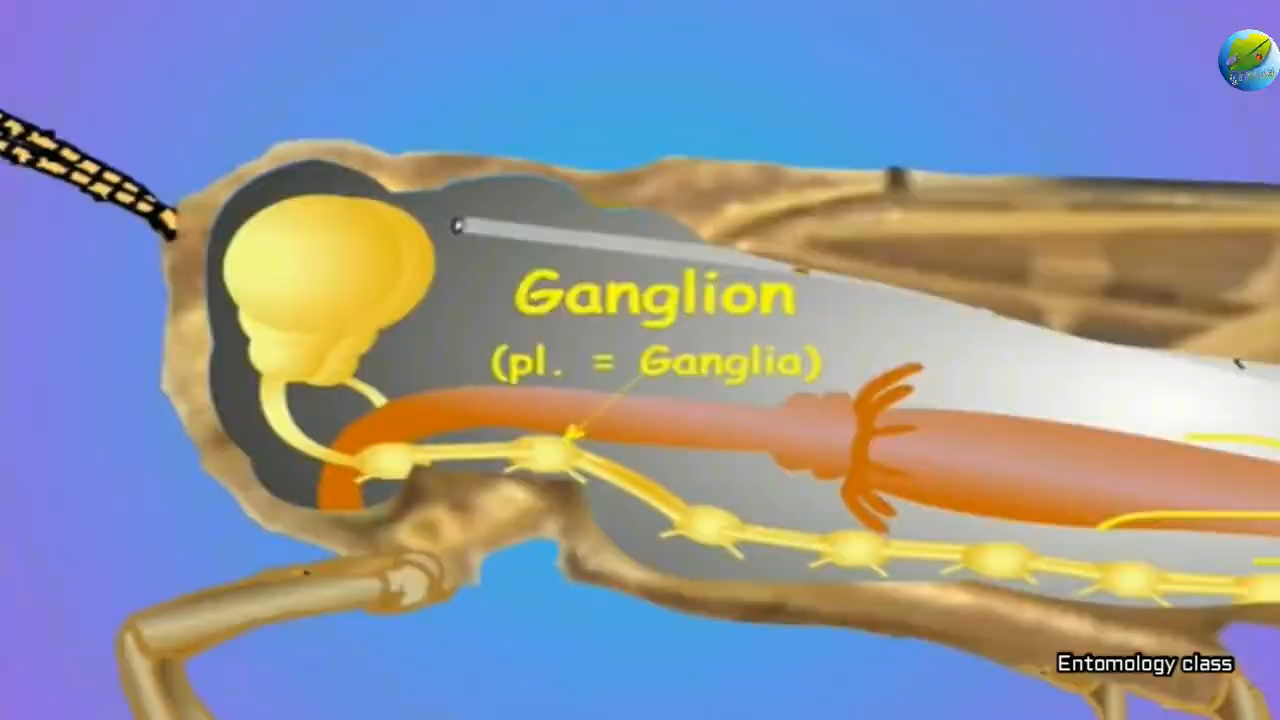 Ganglion
(pl. = Ganglia)
Entomology class